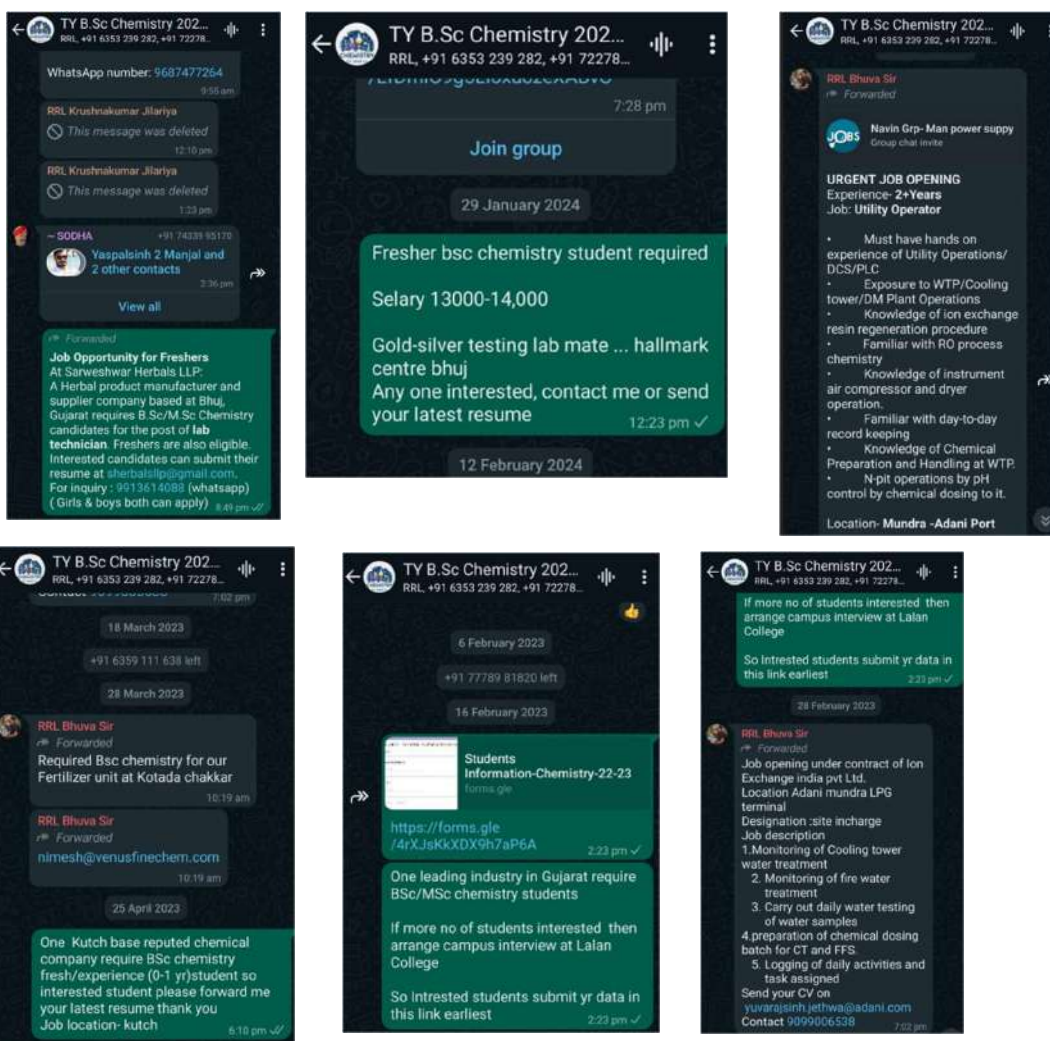 TY B.Sc Chemistry 202...
RRL, +91 6353 239 282, +91 72278...
WhatsApp number: 9687477264
9:55 am
RRL Krushnakumar Jilariya
This message was deleted
12:10 pm
RRL Krushnakumar Jilariya
This message was deleted
1:23 pm
~ SODHA +91 74339 95170
Yaspalsinh 2 Manjal and
2 other contacts
2:36 pm
View all
Forwarded
Job Opportunity for Freshers
At Sarweshwar Herbals LLP:
A Herbal product manufacturer and
supplier company based at Bhuj,
Gujarat requires B.Sc/M.Sc Chemistry
candidates for the post of lab
technician. Freshers are also eligible.
Interested candidates can submit their
resume at sherbalsllp@gmail.com.
For inquiry : 9913614088 (whatsapp)
( Girls & boys both can apply) 8:49 pm
TY B.Sc Chemistry 202...
RRL, +91 6353 239 282, +91 72278...
7:28 pm
Join group
29 January 2024
Fresher bsc chemistry student required
Selary 13000-14,000
Gold-silver testing lab mate ... hallmark
centre bhuj
Any one interested, contact me or send
your latest resume
12:23 pm
12 February 2024
TY B.Sc Chemistry 202...
RRL, +91 6353 239 282, +91 72278...
RRL Bhuva Sir
Forwarded
JOBS
Navin Grp- Man power suppy
Group chat invite
URGENT JOB OPENING
Experience- 2+Years
Job: Utility Operator
• Must have hands on
experience of Utility Operations/
DCS/PLC
• Exposure to WTP/Cooling
tower/DM Plant Operations
• Knowledge of ion exchange
resin regeneration procedure
• Familiar with RO process
chemistry
• Knowledge of instrument
air compressor and dryer
operation.
• Familiar with day-to-day
record keeping
• Knowledge of Chemical
Preparation and Handling at WTP.
• N-pit operations by pH
control by chemical dosing to it.
Location- Mundra -Adani Port
TY B.Sc Chemistry 202...
RRL, +91 6353 239 282, +91 72278...
7:02 pm
18 March 2023
+91 6359 111 638 left
28 March 2023
RRL Bhuva Sir
Forwarded
Required Bsc chemistry for our
Fertilizer unit at Kotada chakkar
10:19 am
RRL Bhuva Sir
Forwarded
nimesh@venusfinechem.com
10:19 am
25 April 2023
One Kutch base reputed chemical
company require BSc chemistry
fresh/experience (0-1 yr)student so
interested student please forward me
your latest resume thank you
Job location- kutch
6:10 pm
TY B.Sc Chemistry 202...
RRL, +91 6353 239 282, +91 72278...
6 February 2023
+91 77789 81820 left
16 February 2023
Students
Information-Chemistry-22-23
forms.gle
https://forms.gle
/4rXJsKkXDX9h7aP6A
2:23 pm
One leading industry in Gujarat require
BSc/MSc chemistry students
If more no of students interested then
arrange campus interview at Lalan
College
So Intrested students submit yr data in
this link earliest
2:23 pm
TY B.Sc Chemistry 202...
RRL, +91 6353 239 282, +91 72278...
If more no of students interested then
arrange campus interview at Lalan
College
So Intrested students submit yr data in
this link earliest
2:23 pm
28 February 2023
RRL Bhuva Sir
Forwarded
Job opening under contract of Ion
Exchange india pvt Ltd.
Location Adani mundra LPG
terminal
Designation :site incharge
Job description
1.Monitoring of Cooling tower
water treatment
2. Monitoring of fire water
treatment
3. Carry out daily water testing
of water samples
4.preparation of chemical dosing
batch for CT and FFS.
5. Logging of daily activities and
task assigned
Send your CV on
yuvarajsinh.jethwa@adani.com
Contact 9099006538
7:02 pm